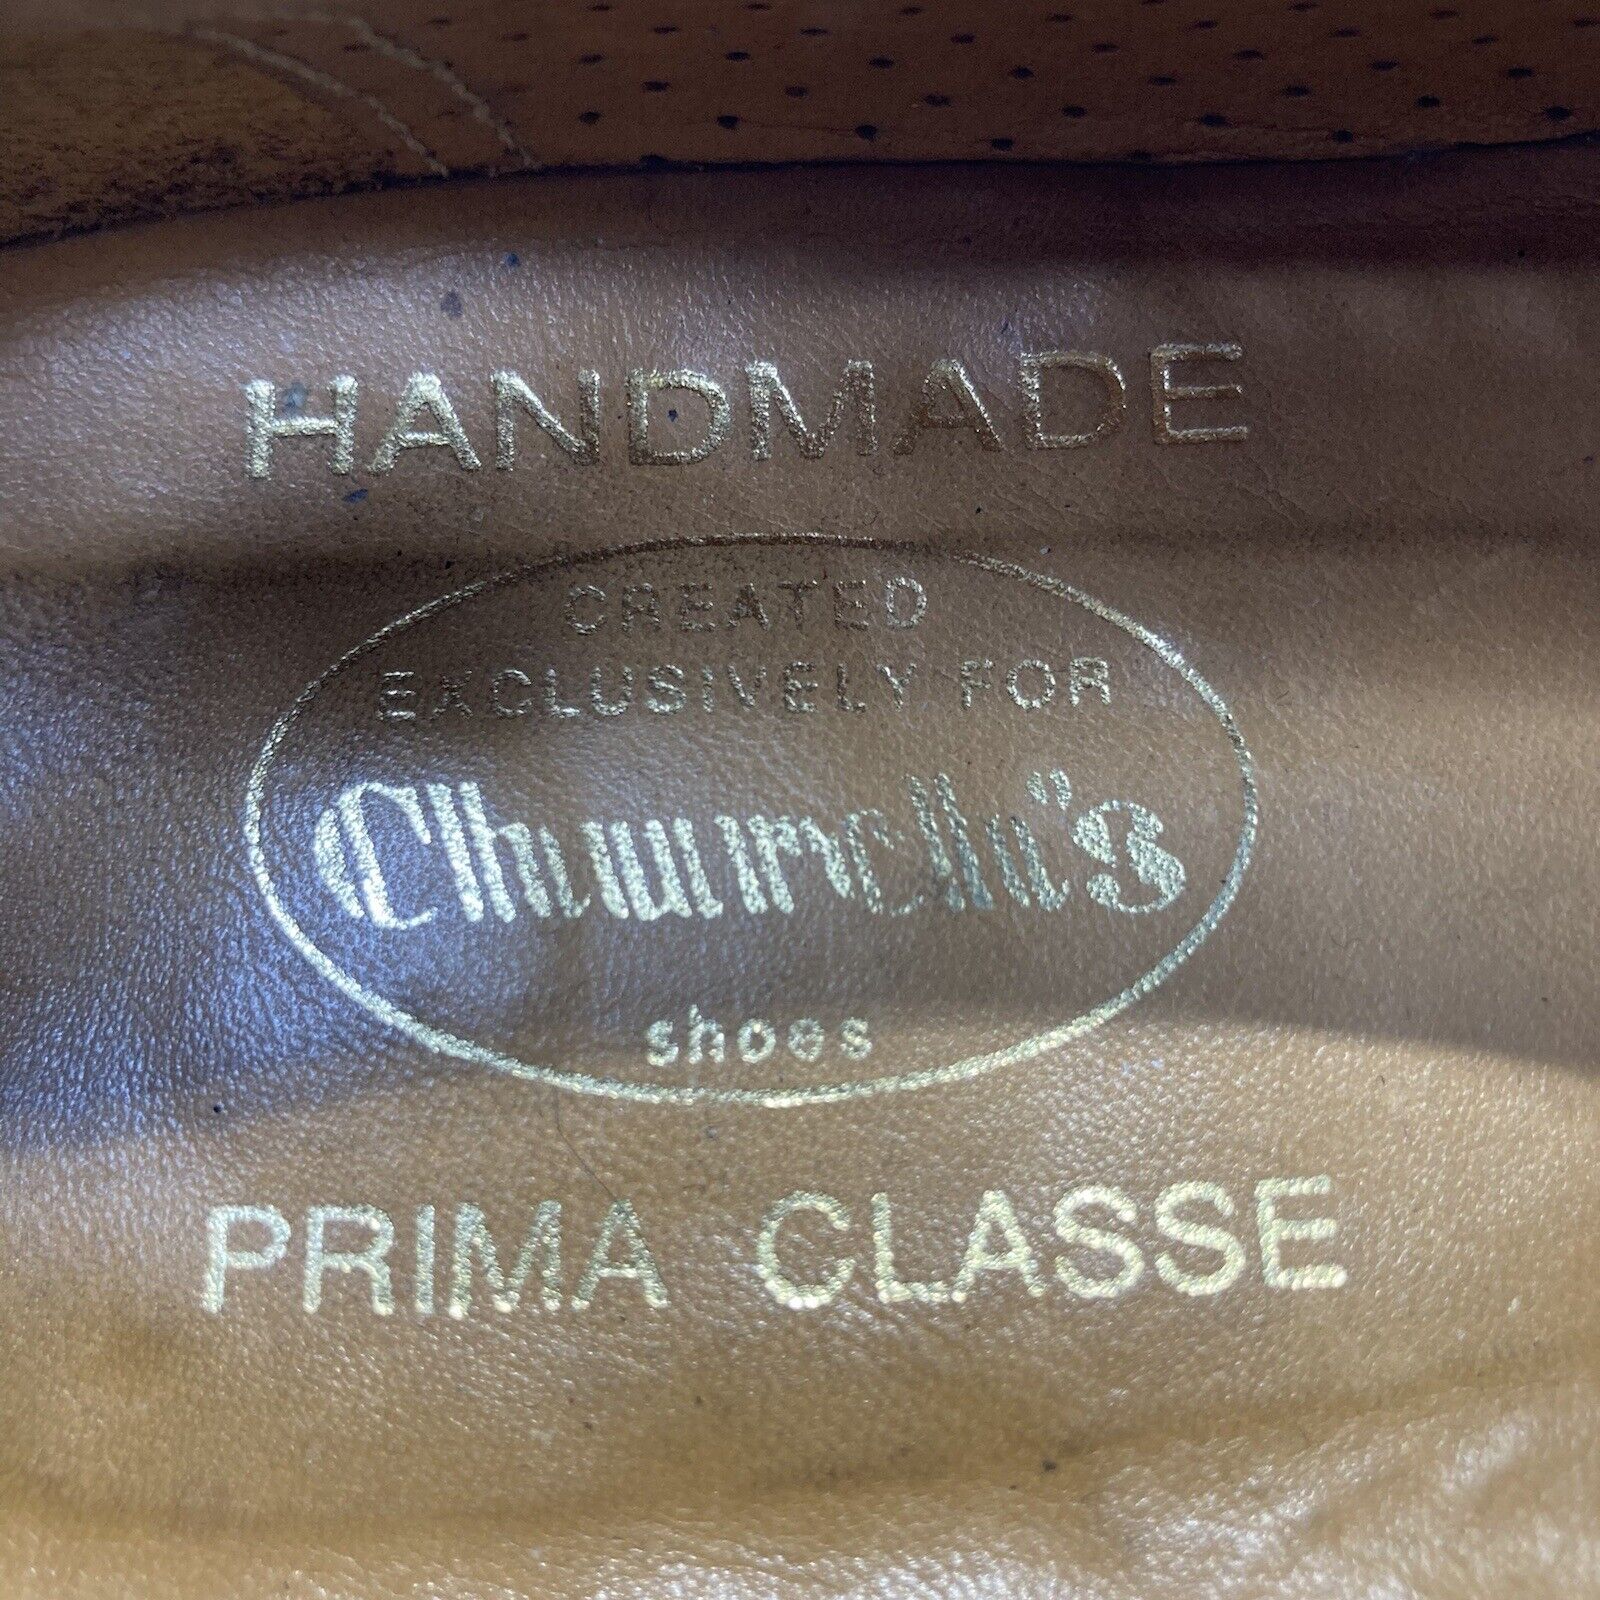 HANDMADE
CREATED
EXCLUSIVELY FOR
Church's
shoes
PRIMA CLASSE